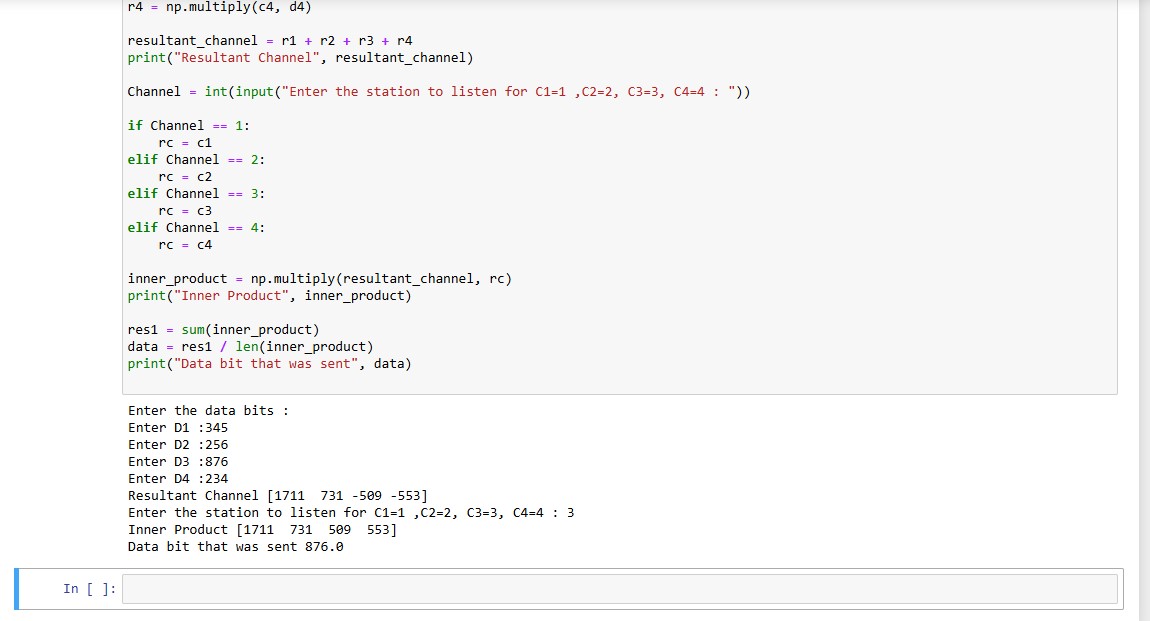 r4 = np.multiply(c4, d4)
resultant_channel = r1 + r2 + r3 + r4
print("Resultant Channel", resultant_channel)
Channel = int(input("Enter the station to listen for C1=1 ,C2=2, C3=3, C4=4 : "))
if Channel == 1:
    rc = c1
elif Channel == 2:
    rc = c2
elif Channel == 3:
    rc = c3
elif Channel == 4:
    rc = c4
inner_product = np.multiply(resultant_channel, rc)
print("Inner Product", inner_product)
res1 = sum(inner_product)
data = res1 / len(inner_product)
print("Data bit that was sent", data)
Enter the data bits :
Enter D1 :345
Enter D2 :256
Enter D3 :876
Enter D4 :234
Resultant Channel [1711  731 -509 -553]
Enter the station to listen for C1=1 ,C2=2, C3=3, C4=4 : 3
Inner Product [1711  731  509  553]
Data bit that was sent 876.0
In [ ]: